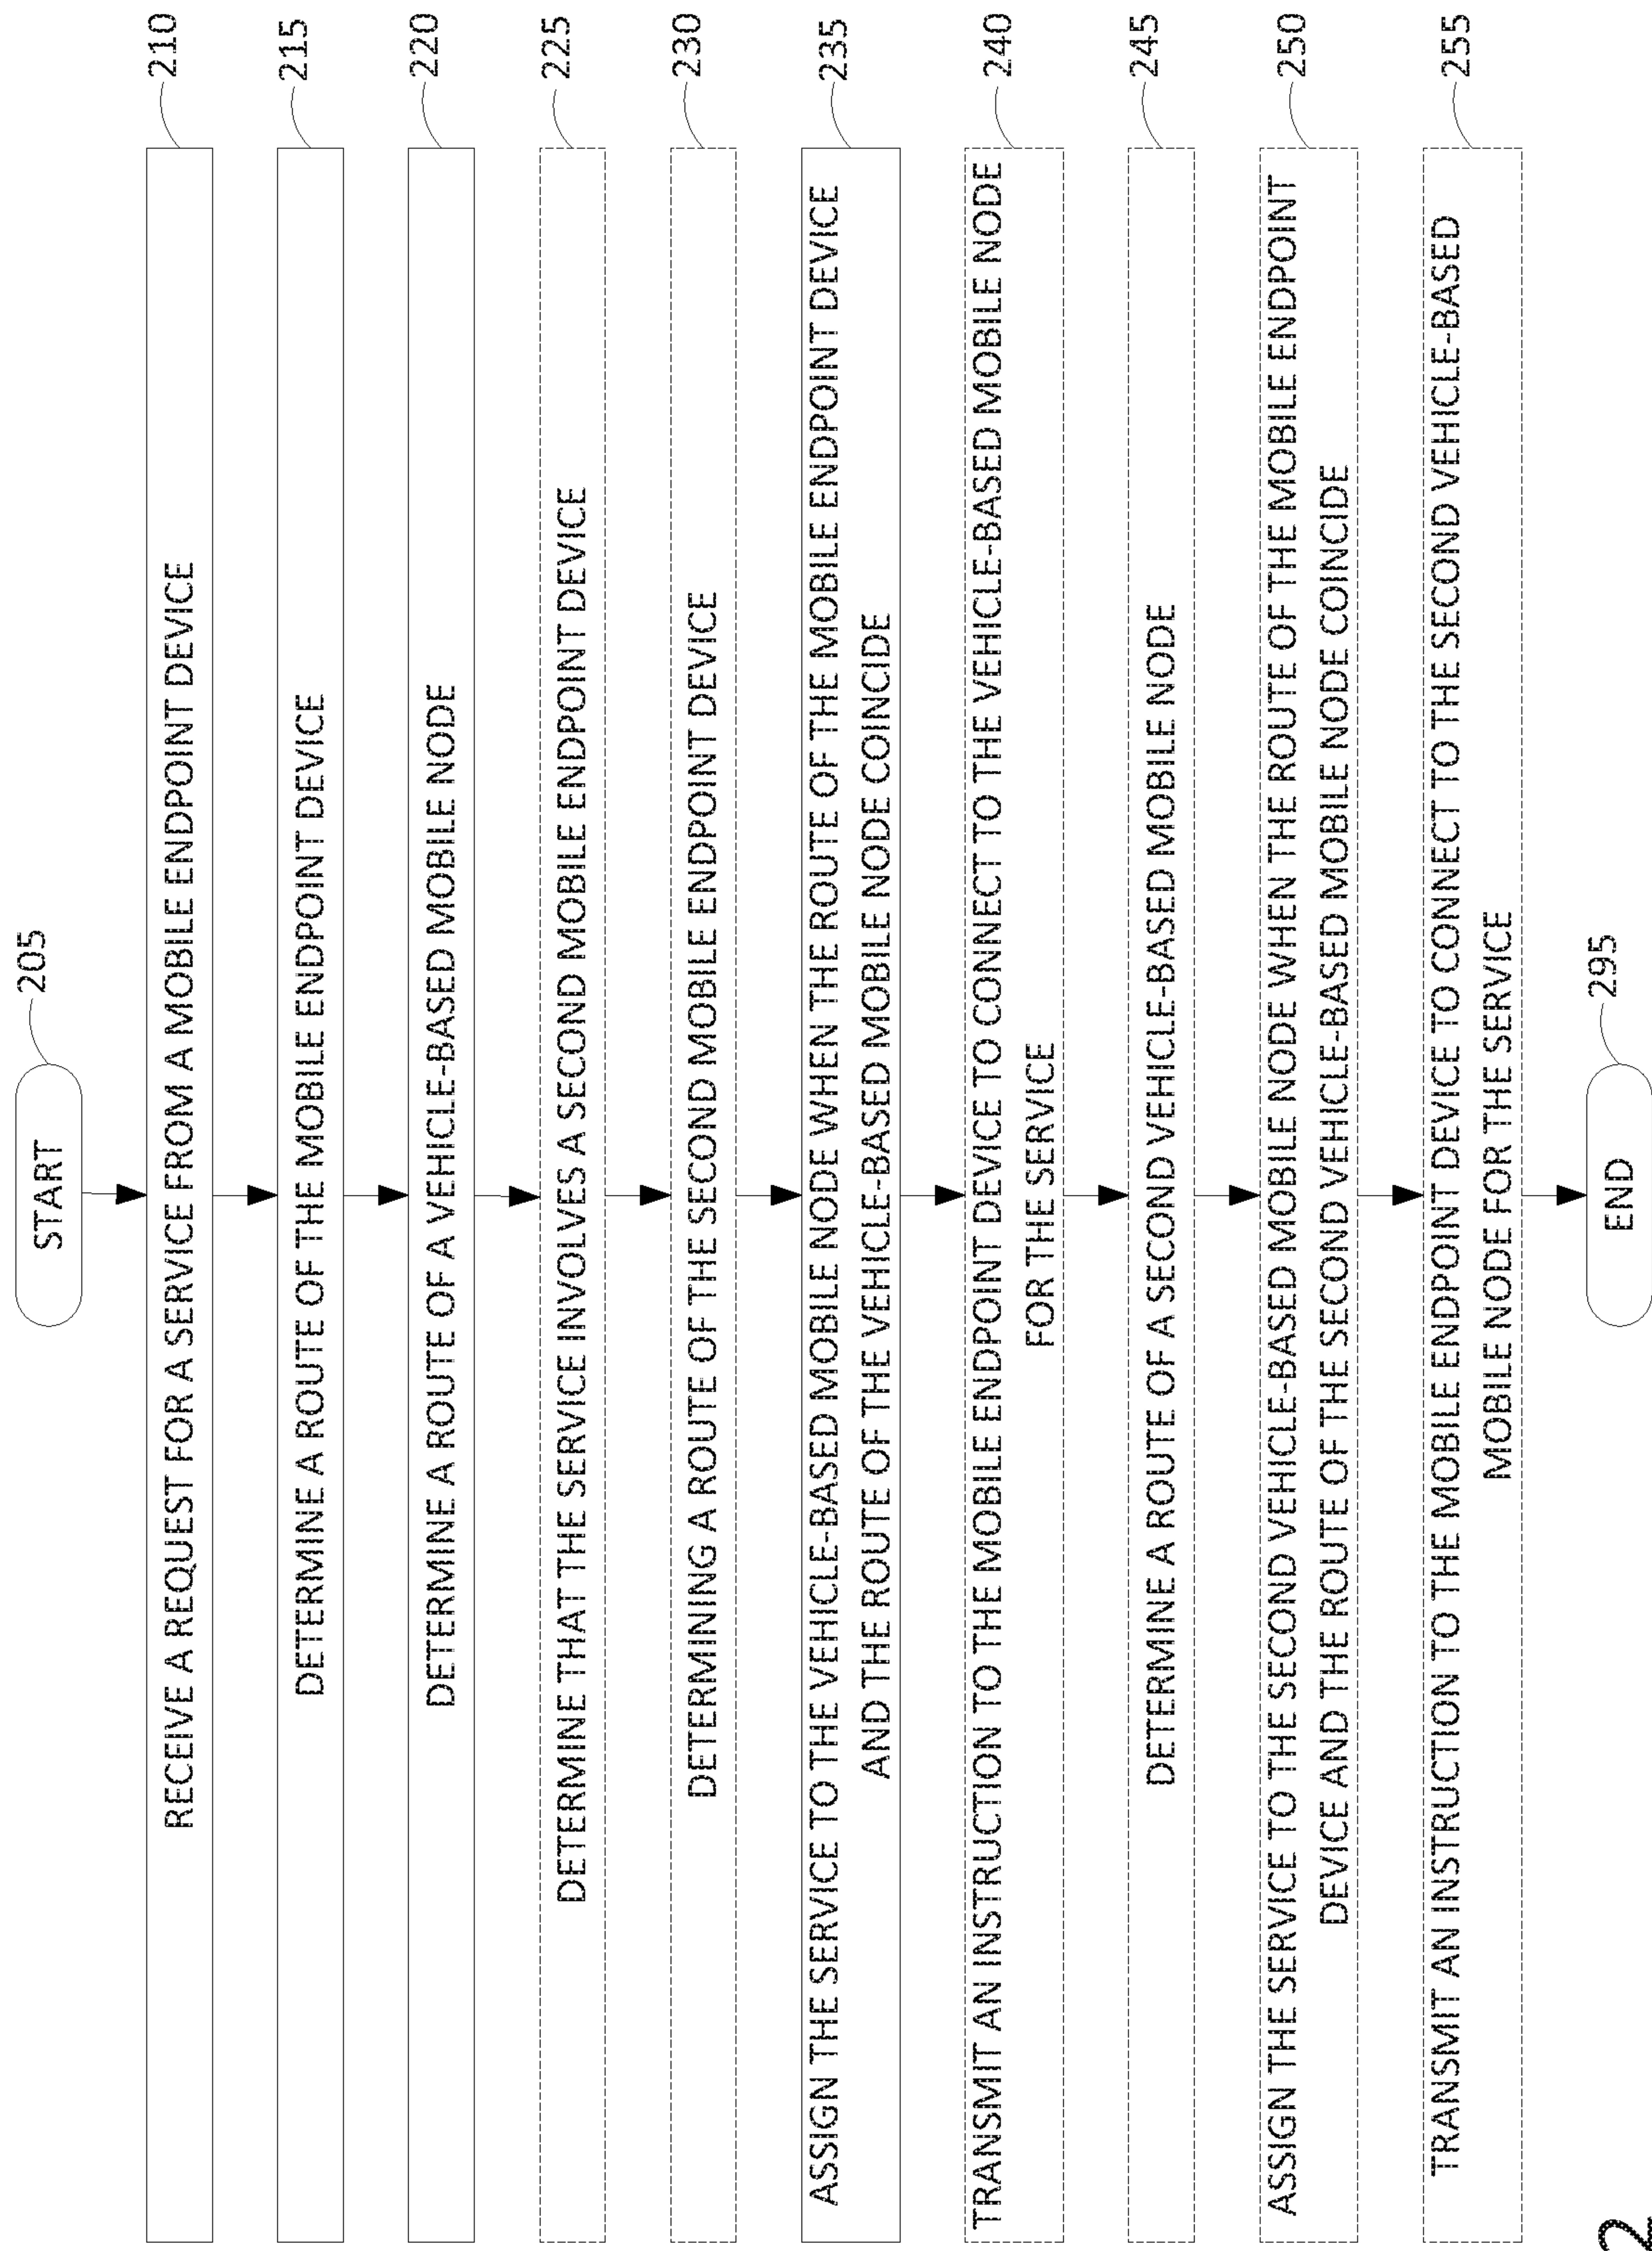 205
START
210
RECEIVE A REQUEST FOR A SERVICE FROM A MOBILE ENDPOINT DEVICE
215
DETERMINE A ROUTE OF THE MOBILE ENDPOINT DEVICE
220
DETERMINE A ROUTE OF A VEHICLE-BASED MOBILE NODE
225
DETERMINE THAT THE SERVICE INVOLVES A SECOND MOBILE ENDPOINT DEVICE
230
DETERMINING A ROUTE OF THE SECOND MOBILE ENDPOINT DEVICE
235
ASSIGN THE SERVICE TO THE VEHICLE-BASED MOBILE NODE WHEN THE ROUTE OF THE MOBILE ENDPOINT DEVICE
AND THE ROUTE OF THE VEHICLE-BASED MOBILE NODE COINCIDE
240
TRANSMIT AN INSTRUCTION TO THE MOBILE ENDPOINT DEVICE TO CONNECT TO THE VEHICLE-BASED MOBILE NODE
FOR THE SERVICE
245
DETERMINE A ROUTE OF A SECOND VEHICLE-BASED MOBILE NODE
250
ASSIGN THE SERVICE TO THE SECOND VEHICLE-BASED MOBILE NODE WHEN THE ROUTE OF THE MOBILE ENDPOINT
DEVICE AND THE ROUTE OF THE SECOND VEHICLE-BASED MOBILE NODE COINCIDE
255
TRANSMIT AN INSTRUCTION TO THE MOBILE ENDPOINT DEVICE TO CONNECT TO THE SECOND VEHICLE-BASED
MOBILE NODE FOR THE SERVICE
295
END
2